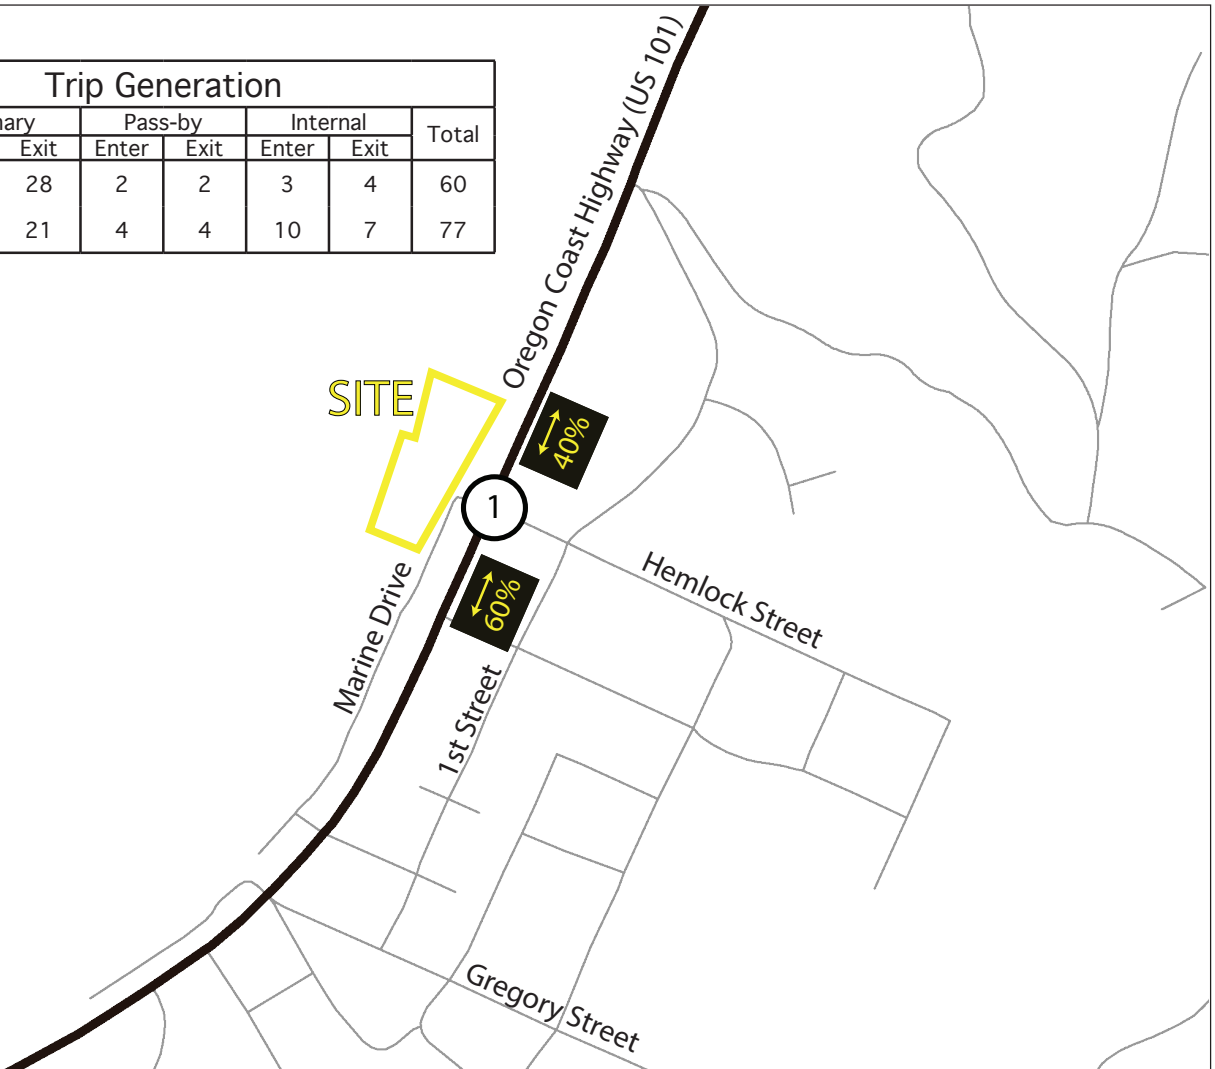 Trip Generation
Pass-by Internal Total
Exit Enter Exit Enter Exit
28 2 2 3 4 60
21 4 4 10 7 77
Oregon Coast Highway (US 101)
SITE
40%
1
60%
Hemlock Street
Marine Drive
1st Street
Gregory Street